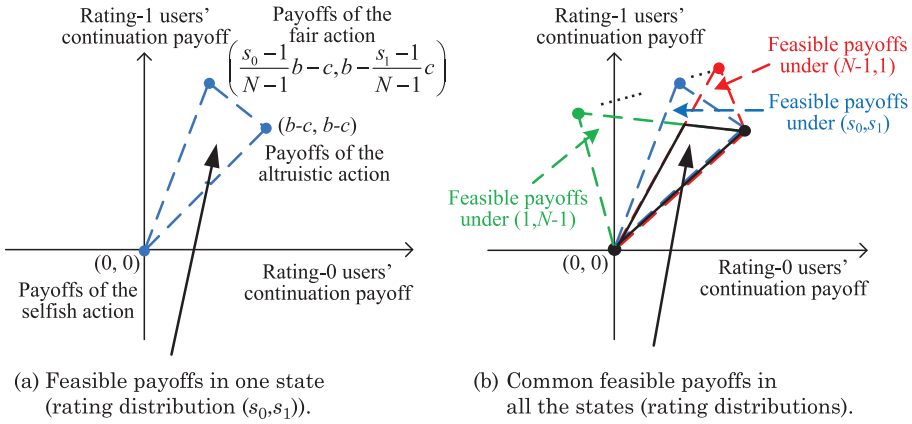 Rating-1 users'
continuation payoff
Payoffs of the
fair action
(s₀−1/N−1 b−c, b−s₁−1/N−1 c)
(b-c, b-c)
Payoffs of the
altruistic action
(0, 0)
Payoffs of the
selfish action
Rating-0 users'
continuation payoff
(a) Feasible payoffs in one state
(rating distribution (s₀,s₁)).
Rating-1 users'
continuation payoff
Feasible payoffs
under (N-1,1)
Feasible payoffs
under (s₀,s₁)
Feasible payoffs
under (1,N-1)
(0, 0)
Rating-0 users'
continuation payoff
(b) Common feasible payoffs in
all the states (rating distributions).